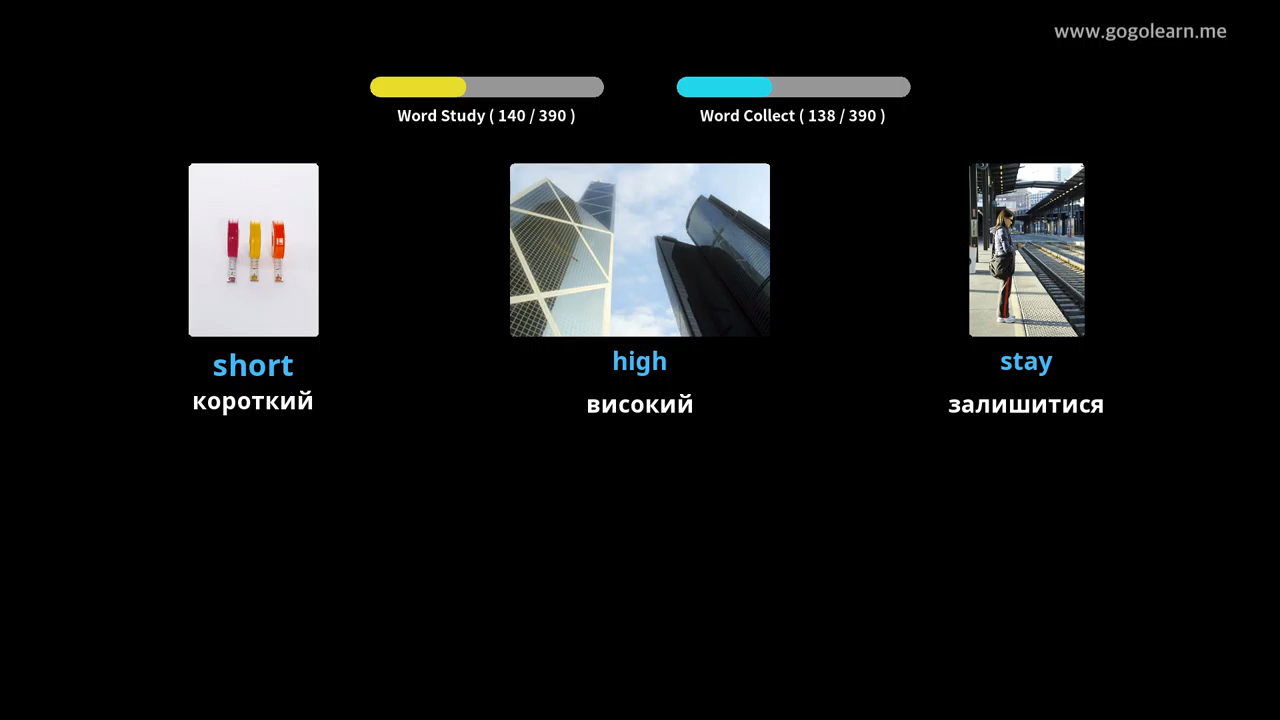 www.gogolearn.me
Word Study ( 140 / 390 )
Word Collect ( 138 / 390 )
short
короткий
high
високий
stay
залишитися